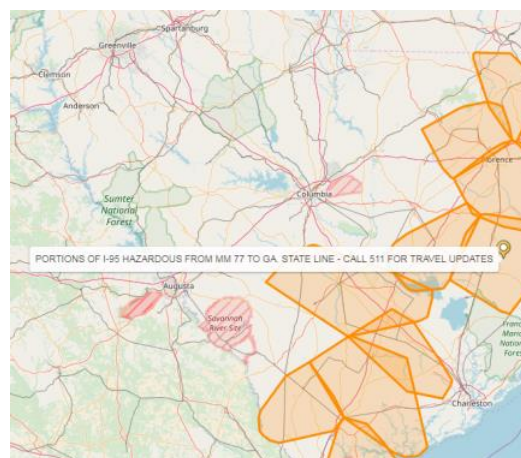 Spartanburg
Greenville
Clemson
Anderson
Columbia
Sumter
National
Forest
PORTIONS OF I-95 HAZARDOUS FROM MM 77 TO GA. STATE LINE - CALL 511 FOR TRAVEL UPDATES
Augusta
Savannah
River Site
Charleston